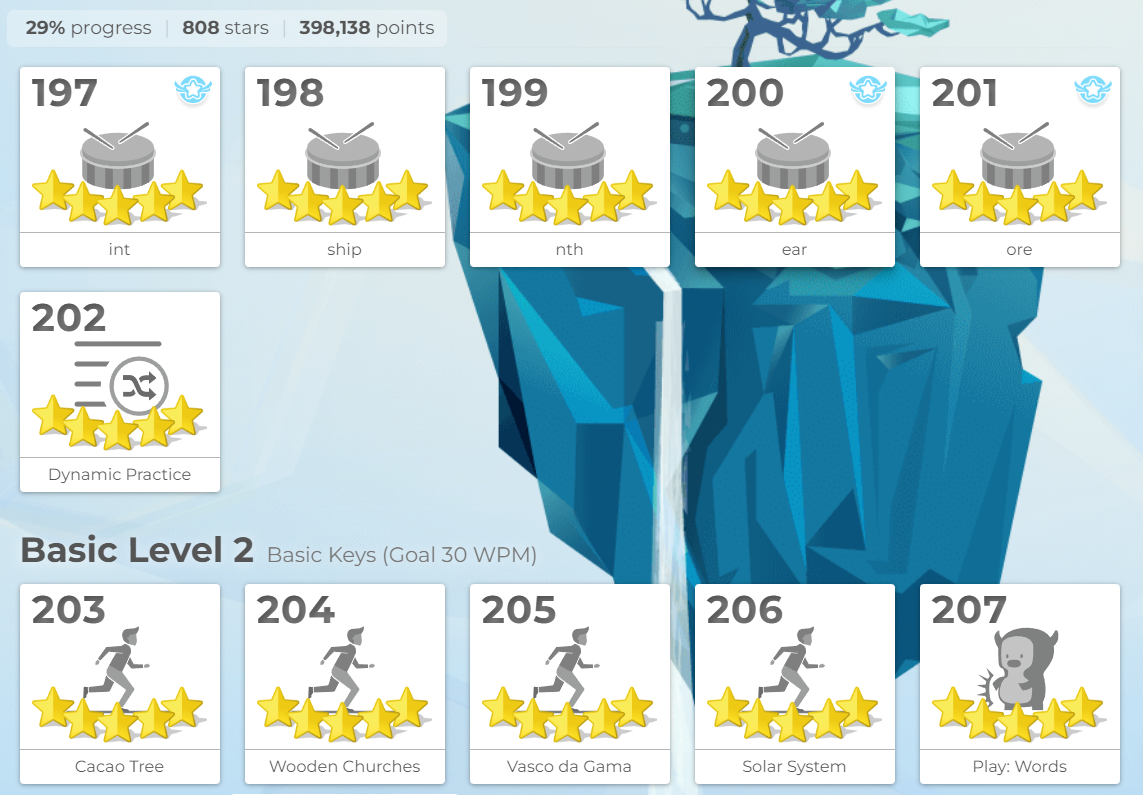 29% progress | 808 stars | 398,138 points
197 198 199 200 201
int ship nth ear ore
202
Dynamic Practice
Basic Level 2 Basic Keys (Goal 30 WPM)
203 204 205 206 207
Cacao Tree Wooden Churches Vasco da Gama Solar System Play: Words